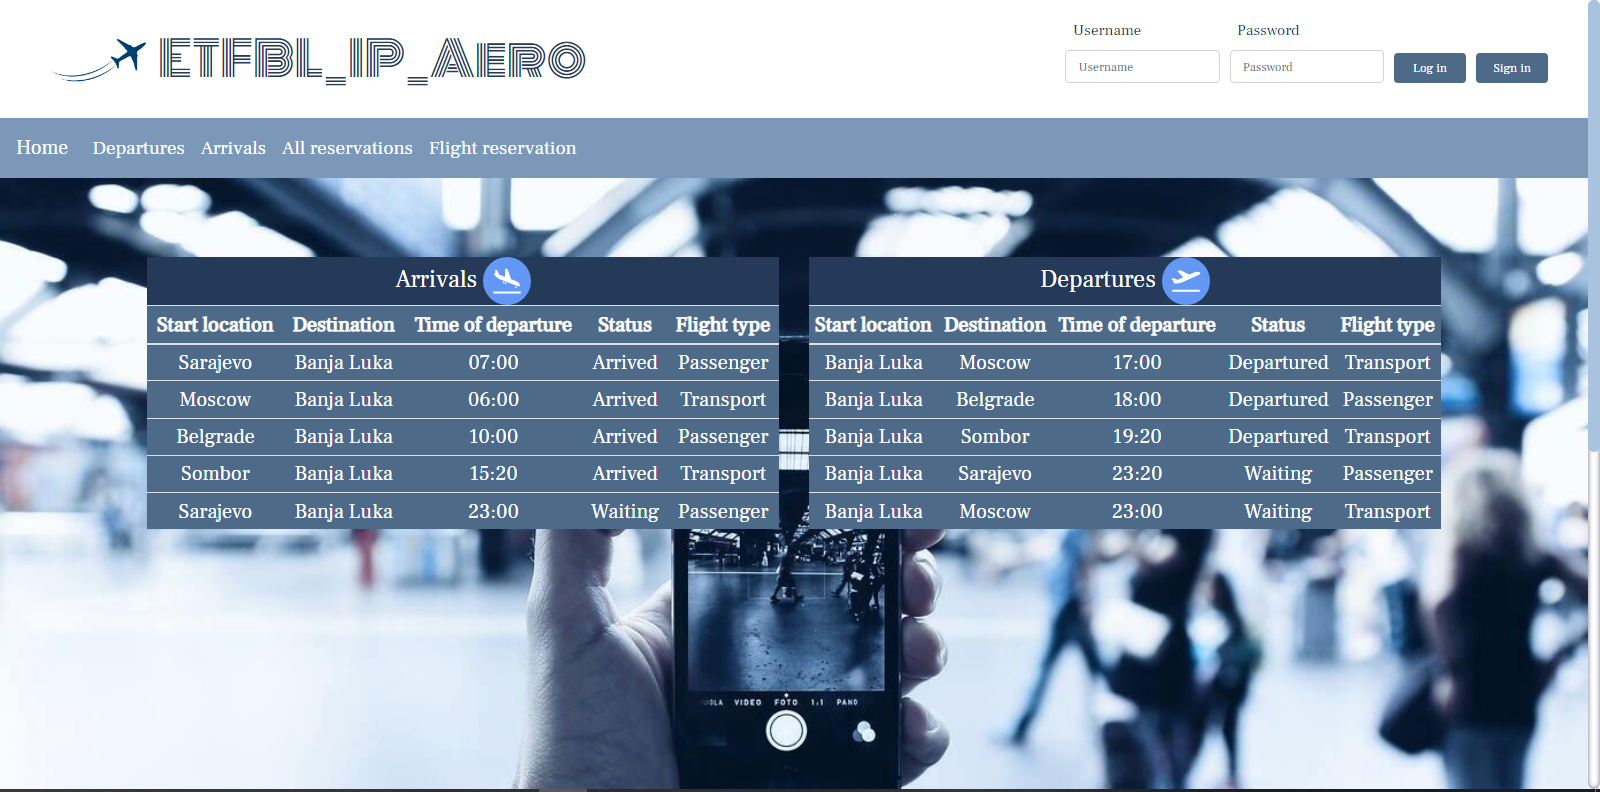 ETFBL_IP_AERO
Username Password
Username Password Log in Sign in
Home Departures Arrivals All reservations Flight reservation
Arrivals
Start location Destination Time of departure Status Flight type
Sarajevo Banja Luka 07:00 Arrived Passenger
Moscow Banja Luka 06:00 Arrived Transport
Belgrade Banja Luka 10:00 Arrived Passenger
Sombor Banja Luka 15:20 Arrived Transport
Sarajevo Banja Luka 23:00 Waiting Passenger
Departures
Start location Destination Time of departure Status Flight type
Banja Luka Moscow 17:00 Departured Transport
Banja Luka Belgrade 18:00 Departured Passenger
Banja Luka Sombor 19:20 Departured Transport
Banja Luka Sarajevo 23:20 Waiting Passenger
Banja Luka Moscow 23:00 Waiting Transport
VIDEO FOTO 1:1 PANO